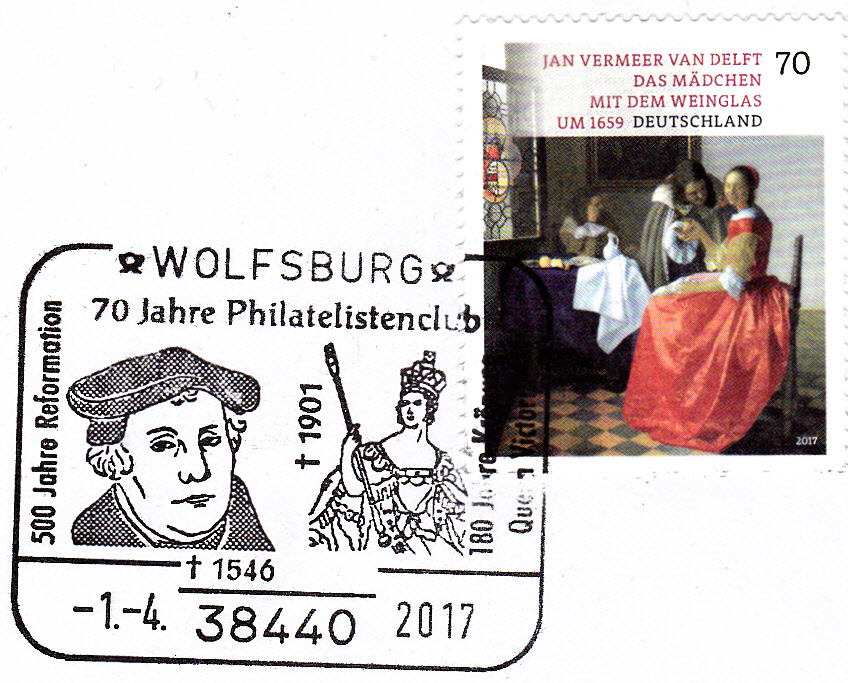 JAN VERMEER VAN DELFT 70
DAS MÄDCHEN
MIT DEM WEINGLAS
UM 1659 DEUTSCHLAND
2017
WOLFSBURG
70 Jahre Philatelistenclub
500 Jahre Reformation
† 1901
180 Jahre
Queen Victoria
† 1546
-1.-4. 38440 2017